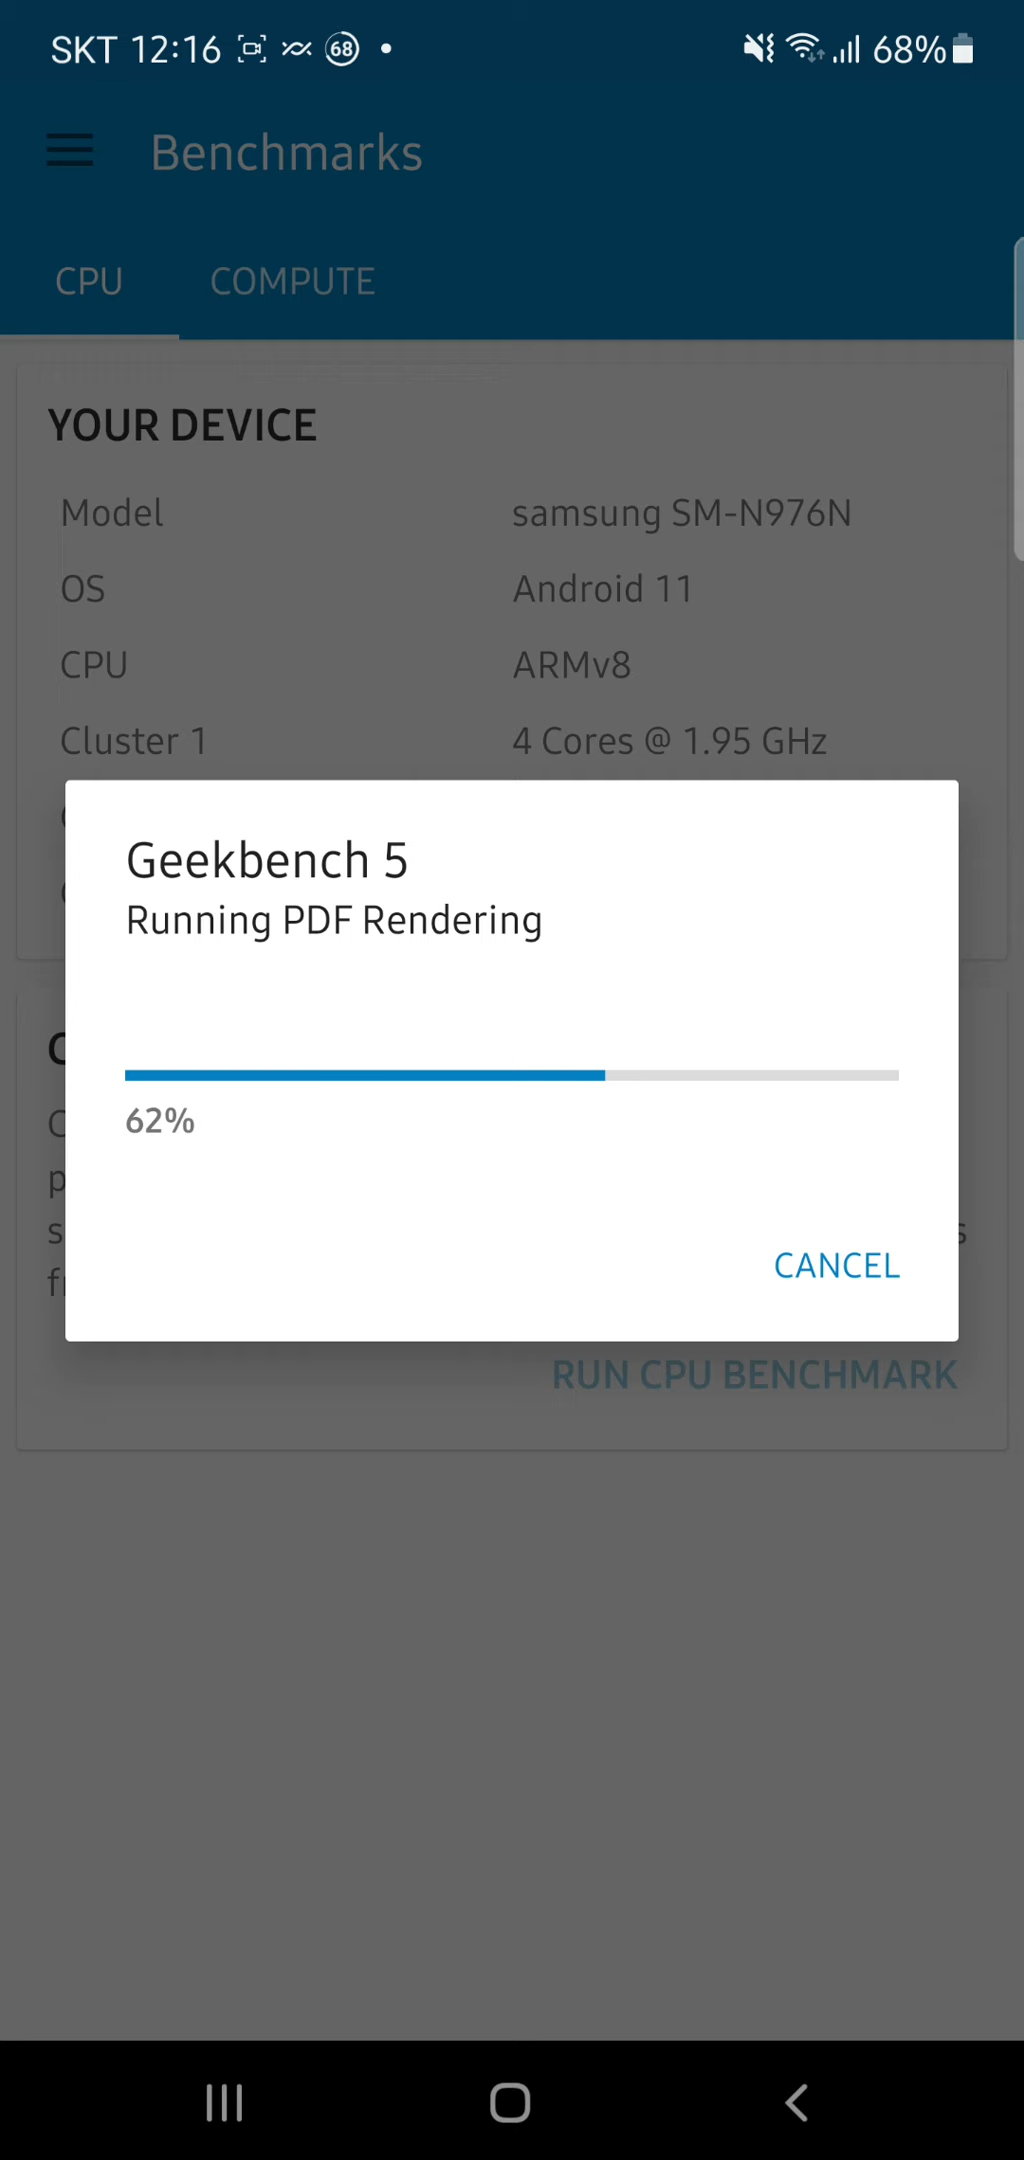 SKT 12:16 68 68%
Benchmarks
CPU COMPUTE
YOUR DEVICE
Model samsung SM-N976N
OS Android 11
CPU ARMv8
Cluster 1 4 Cores @ 1.95 GHz
Geekbench 5
Running PDF Rendering
62%
CANCEL
RUN CPU BENCHMARK